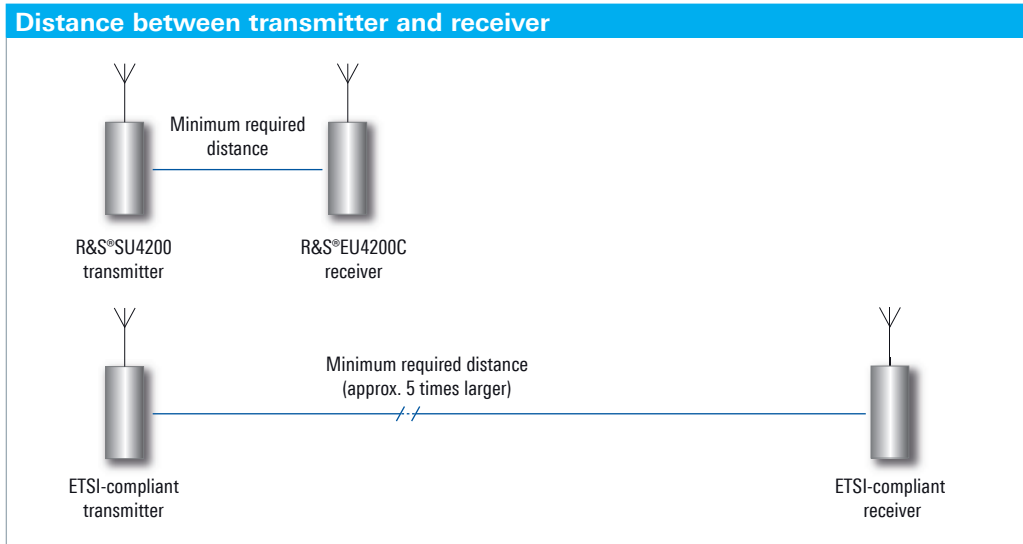 Distance between transmitter and receiver
Minimum required
distance
R&S®SU4200
transmitter
R&S®EU4200C
receiver
Minimum required distance
(approx. 5 times larger)
ETSI-compliant
transmitter
ETSI-compliant
receiver